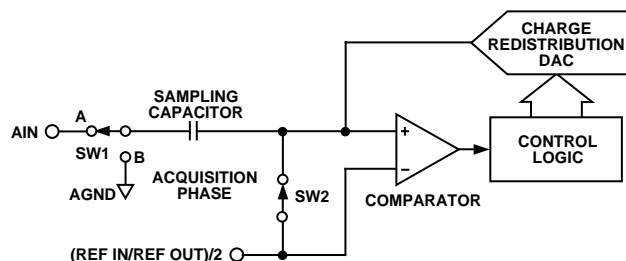 CHARGE
REDISTRIBUTION
DAC
SAMPLING
CAPACITOR
A
AIN
+
CONTROL
LOGIC
SW1
B
−
ACQUISITION
PHASE
SW2
COMPARATOR
AGND
(REF IN/REF OUT)/2